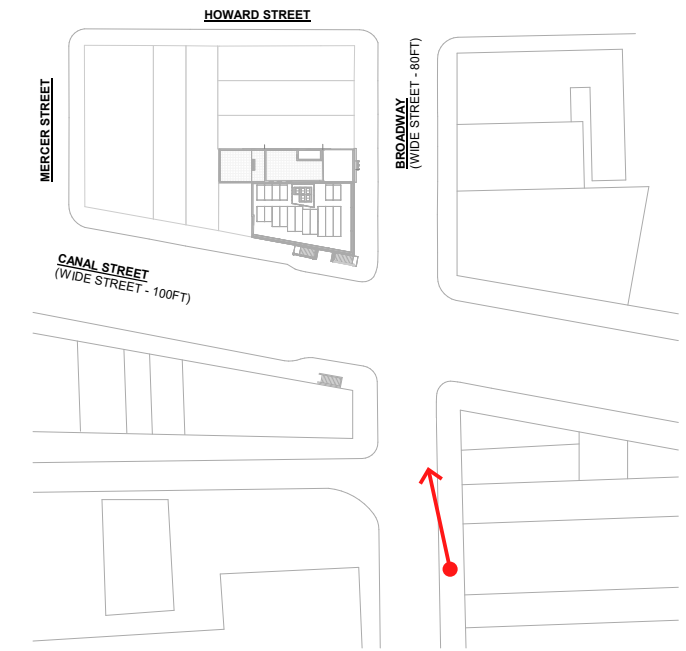 HOWARD STREET
MERCER STREET
BROADWAY
(WIDE STREET - 80FT)
CANAL STREET
(WIDE STREET - 100FT)